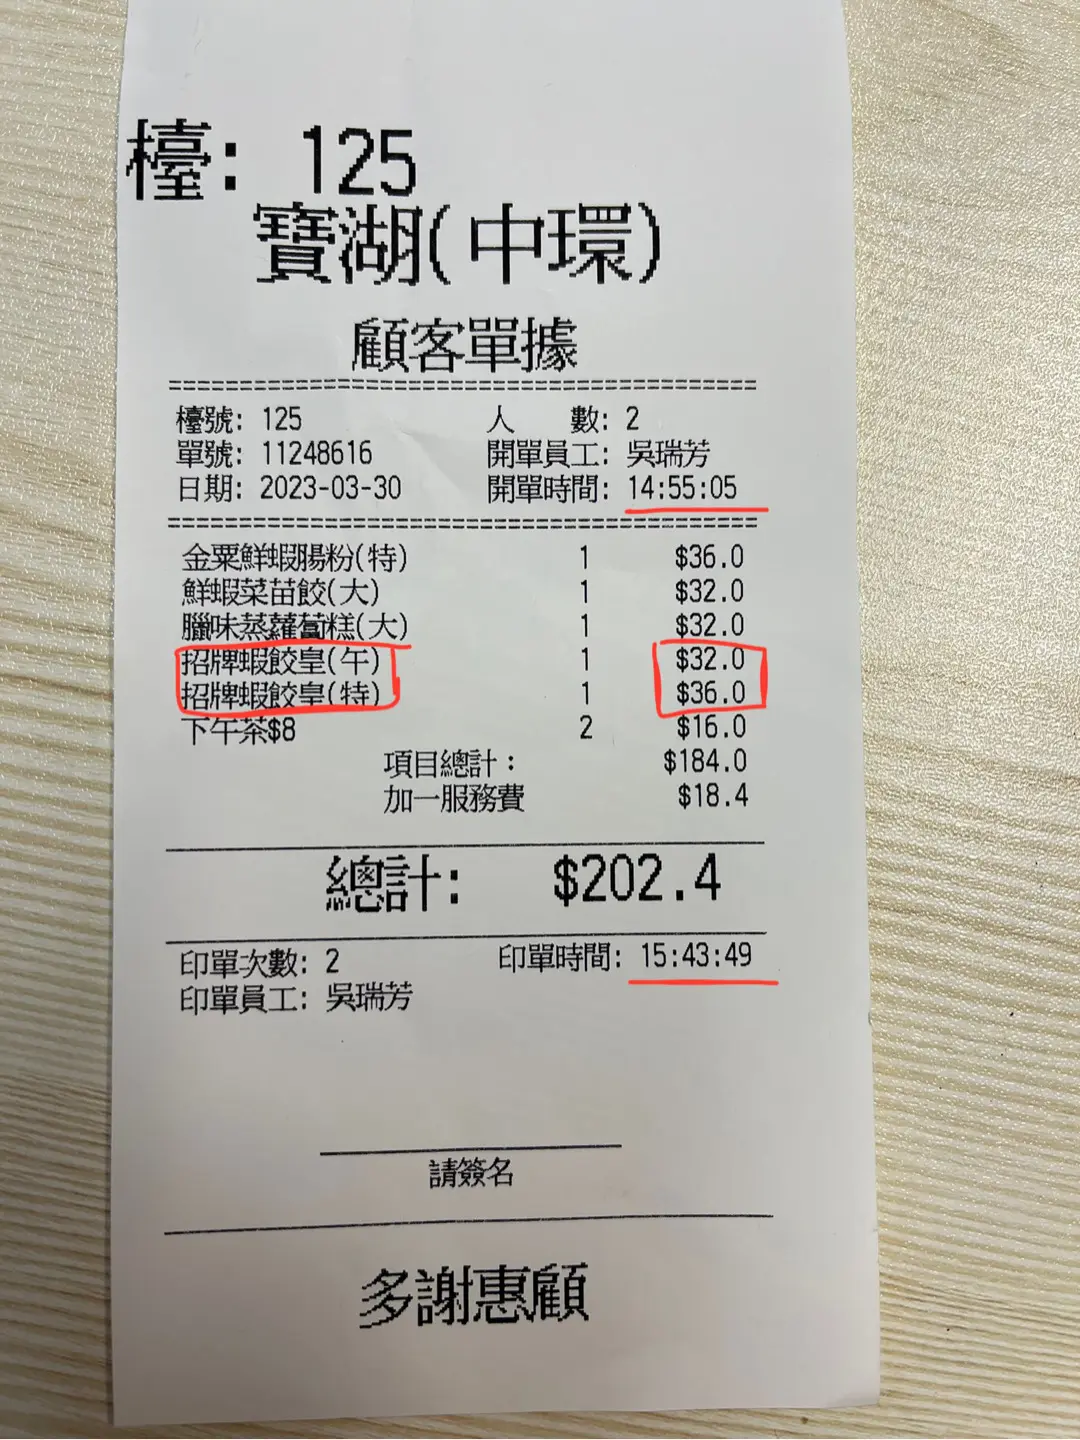 檯: 125
寶湖(中環)
顧客單據
檯號: 125 人 數: 2
單號: 11248616 開單員工: 吳瑞芳
日期: 2023-03-30 開單時間: 14:55:05
金粟鮮蝦腸粉(特) 1 $36.0
鮮蝦菜苗餃(大) 1 $32.0
臘味蒸蘿蔔糕(大) 1 $32.0
招牌蝦餃皇(午) 1 $32.0
招牌蝦餃皇(特) 1 $36.0
下午茶$8 2 $16.0
項目總計: $184.0
加一服務費 $18.4
總計: $202.4
印單次數: 2 印單時間: 15:43:49
印單員工: 吳瑞芳
請簽名
多謝惠顧